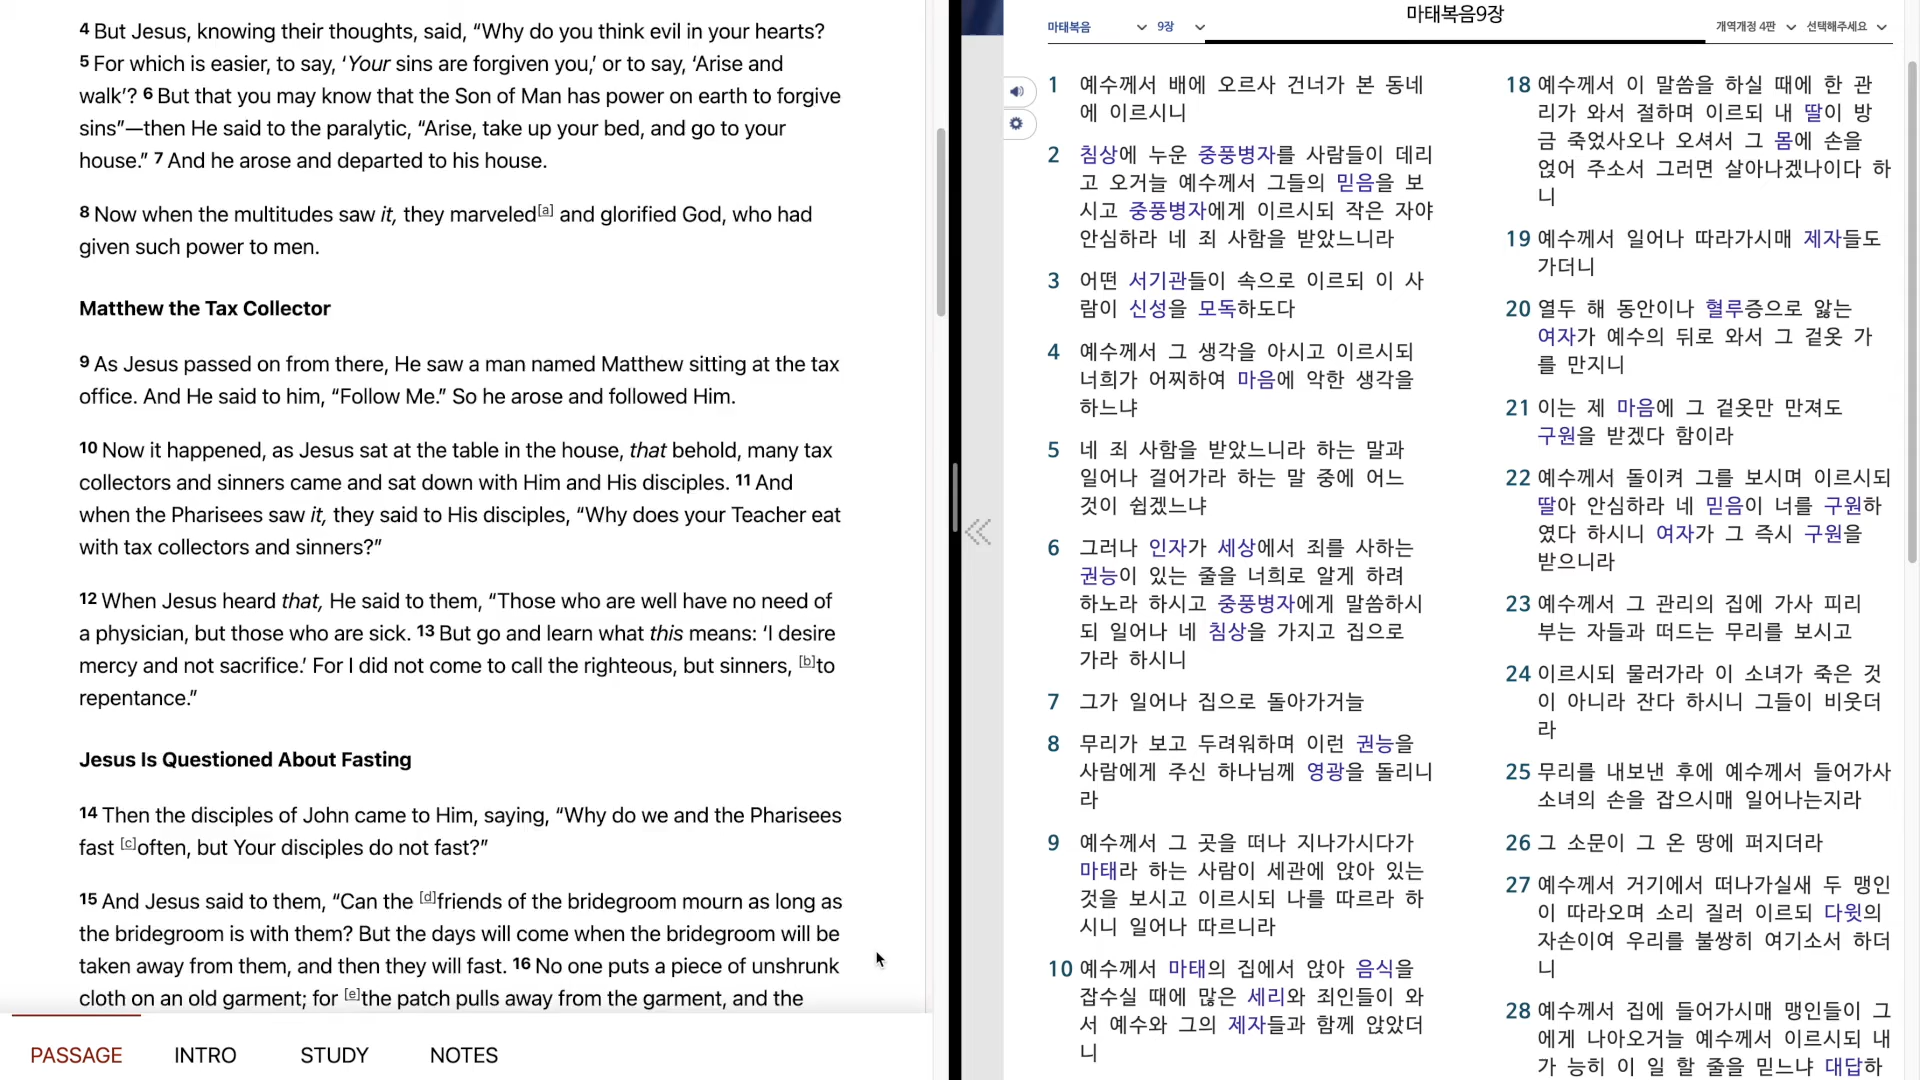 4 But Jesus, knowing their thoughts, said, “Why do you think evil in your hearts?
5 For which is easier, to say, ‘Your sins are forgiven you,’ or to say, ‘Arise and
walk’? 6 But that you may know that the Son of Man has power on earth to forgive
sins”—then He said to the paralytic, “Arise, take up your bed, and go to your
house.” 7 And he arose and departed to his house.
8 Now when the multitudes saw it, they marveled[a] and glorified God, who had
given such power to men.
Matthew the Tax Collector
9 As Jesus passed on from there, He saw a man named Matthew sitting at the tax
office. And He said to him, “Follow Me.” So he arose and followed Him.
10 Now it happened, as Jesus sat at the table in the house, that behold, many tax
collectors and sinners came and sat down with Him and His disciples. 11 And
when the Pharisees saw it, they said to His disciples, “Why does your Teacher eat
with tax collectors and sinners?”
12 When Jesus heard that, He said to them, “Those who are well have no need of
a physician, but those who are sick. 13 But go and learn what this means: ‘I desire
mercy and not sacrifice.’ For I did not come to call the righteous, but sinners, [b]to
repentance.”
Jesus Is Questioned About Fasting
14 Then the disciples of John came to Him, saying, “Why do we and the Pharisees
fast [c]often, but Your disciples do not fast?”
15 And Jesus said to them, “Can the [d]friends of the bridegroom mourn as long as
the bridegroom is with them? But the days will come when the bridegroom will be
taken away from them, and then they will fast. 16 No one puts a piece of unshrunk
cloth on an old garment; for [e]the patch pulls away from the garment, and the
PASSAGE INTRO STUDY NOTES
마태복음9장
마태복음 9장 개역개정 4판 선택해주세요
1 예수께서 배에 오르사 건너가 본 동네
에 이르시니
2 침상에 누운 중풍병자를 사람들이 데리
고 오거늘 예수께서 그들의 믿음을 보
시고 중풍병자에게 이르시되 작은 자야
안심하라 네 죄 사함을 받았느니라
3 어떤 서기관들이 속으로 이르되 이 사
람이 신성을 모독하도다
4 예수께서 그 생각을 아시고 이르시되
너희가 어찌하여 마음에 악한 생각을
하느냐
5 네 죄 사함을 받았느니라 하는 말과
일어나 걸어가라 하는 말 중에 어느
것이 쉽겠느냐
6 그러나 인자가 세상에서 죄를 사하는
권능이 있는 줄을 너희로 알게 하려
하노라 하시고 중풍병자에게 말씀하시
되 일어나 네 침상을 가지고 집으로
가라 하시니
7 그가 일어나 집으로 돌아가거늘
8 무리가 보고 두려워하며 이런 권능을
사람에게 주신 하나님께 영광을 돌리니
라
9 예수께서 그 곳을 떠나 지나가시다가
마태라 하는 사람이 세관에 앉아 있는
것을 보시고 이르시되 나를 따르라 하
시니 일어나 따르니라
10 예수께서 마태의 집에서 앉아 음식을
잡수실 때에 많은 세리와 죄인들이 와
서 예수와 그의 제자들과 함께 앉았더
니
18 예수께서 이 말씀을 하실 때에 한 관
리가 와서 절하며 이르되 내 딸이 방
금 죽었사오나 오셔서 그 몸에 손을
얹어 주소서 그러면 살아나겠나이다 하
니
19 예수께서 일어나 따라가시매 제자들도
가더니
20 열두 해 동안이나 혈루증으로 앓는
여자가 예수의 뒤로 와서 그 겉옷 가
를 만지니
21 이는 제 마음에 그 겉옷만 만져도
구원을 받겠다 함이라
22 예수께서 돌이켜 그를 보시며 이르시되
딸아 안심하라 네 믿음이 너를 구원하
였다 하시니 여자가 그 즉시 구원을
받으니라
23 예수께서 그 관리의 집에 가사 피리
부는 자들과 떠드는 무리를 보시고
24 이르시되 물러가라 이 소녀가 죽은 것
이 아니라 잔다 하시니 그들이 비웃더
라
25 무리를 내보낸 후에 예수께서 들어가사
소녀의 손을 잡으시매 일어나는지라
26 그 소문이 그 온 땅에 퍼지더라
27 예수께서 거기에서 떠나가실새 두 맹인
이 따라오며 소리 질러 이르되 다윗의
자손이여 우리를 불쌍히 여기소서 하더
니
28 예수께서 집에 들어가시매 맹인들이 그
에게 나아오거늘 예수께서 이르시되 내
가 능히 이 일 할 줄을 믿느냐 대답하